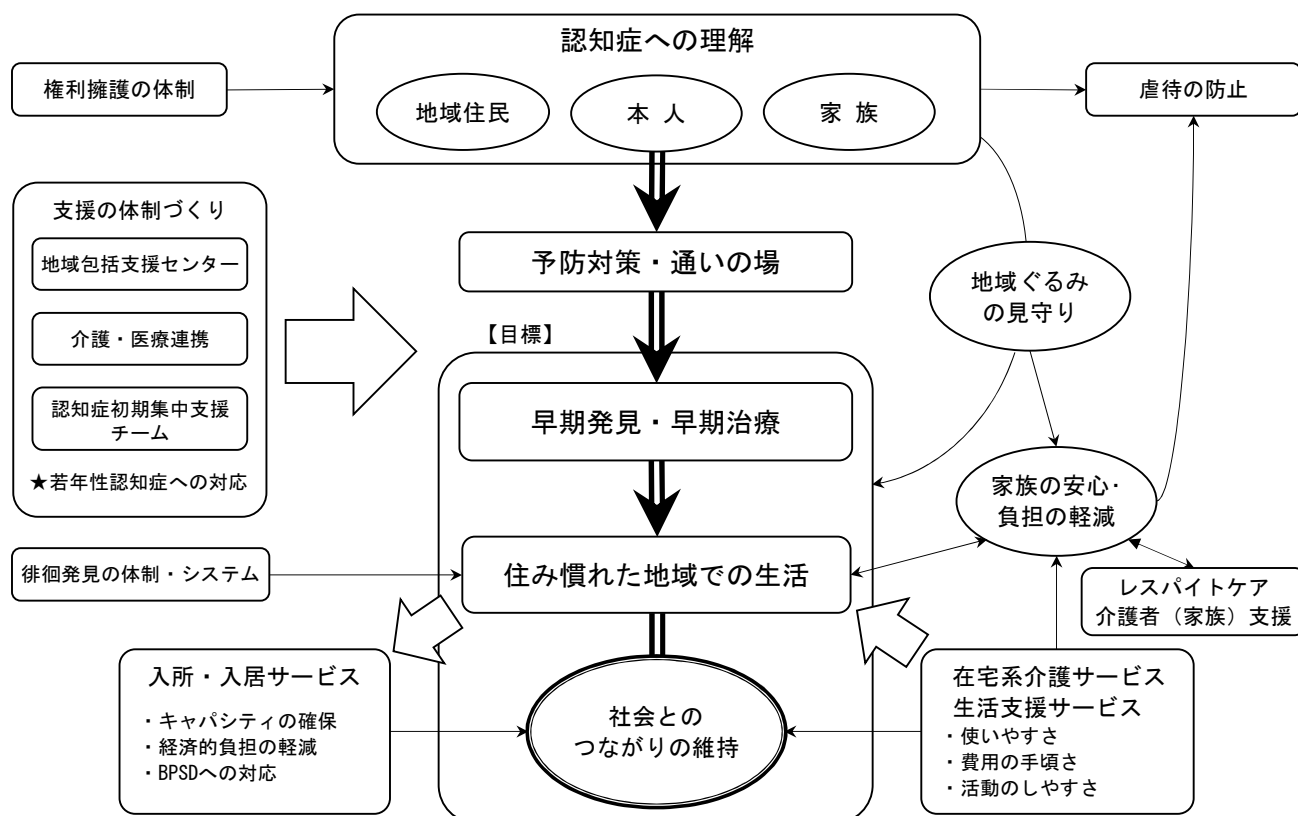 認知症への理解
権利擁護の体制
地域住民
本 人
家 族
虐待の防止
支援の体制づくり
地域包括支援センター
介護・医療連携
認知症初期集中支援
チーム
★若年性認知症への対応
予防対策・通いの場
地域ぐるみ
の見守り
【目標】
早期発見・早期治療
家族の安心・
負担の軽減
徘徊発見の体制・システム
住み慣れた地域での生活
レスパイトケア
介護者（家族）支援
入所・入居サービス
・キャパシティの確保
・経済的負担の軽減
・BPSDへの対応
社会との
つながりの維持
在宅系介護サービス
生活支援サービス
・使いやすさ
・費用の手頃さ
・活動のしやすさ